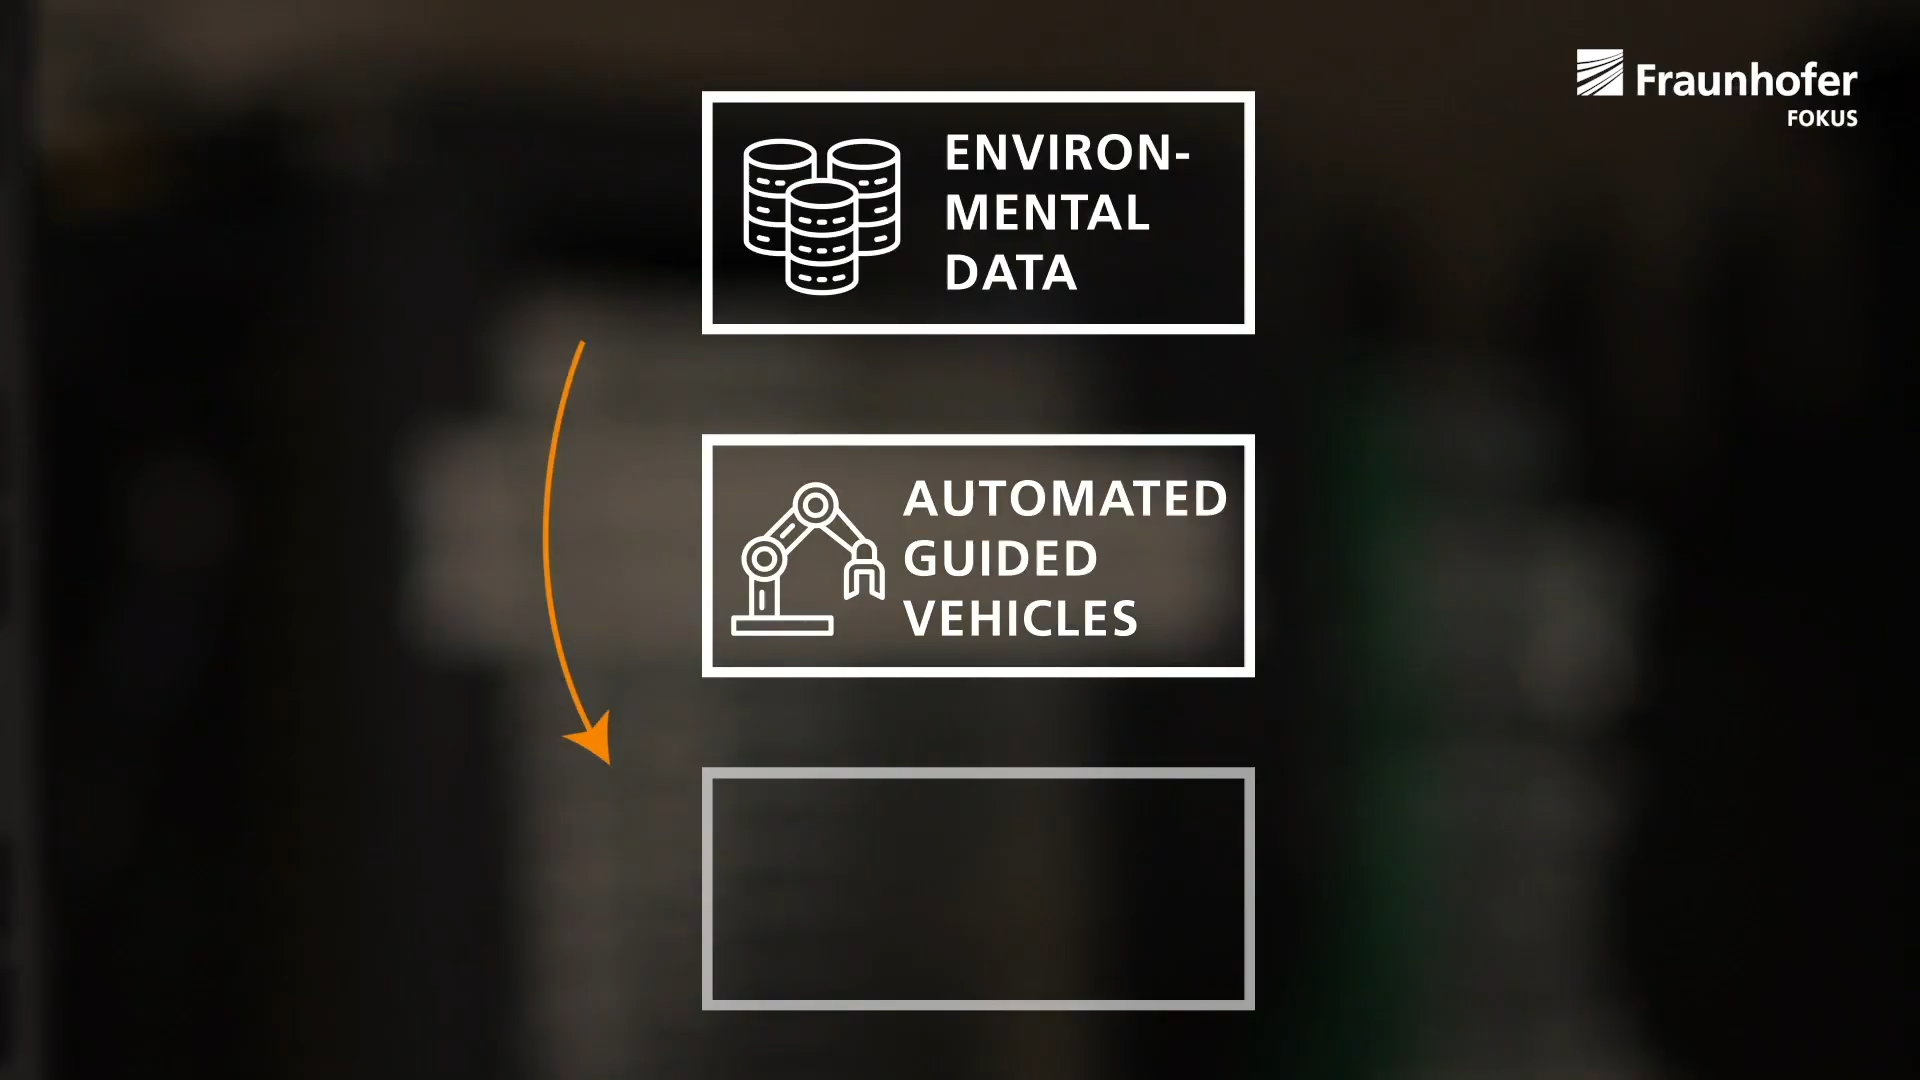 Fraunhofer
FOKUS
ENVIRON-
MENTAL
DATA
AUTOMATED
GUIDED
VEHICLES